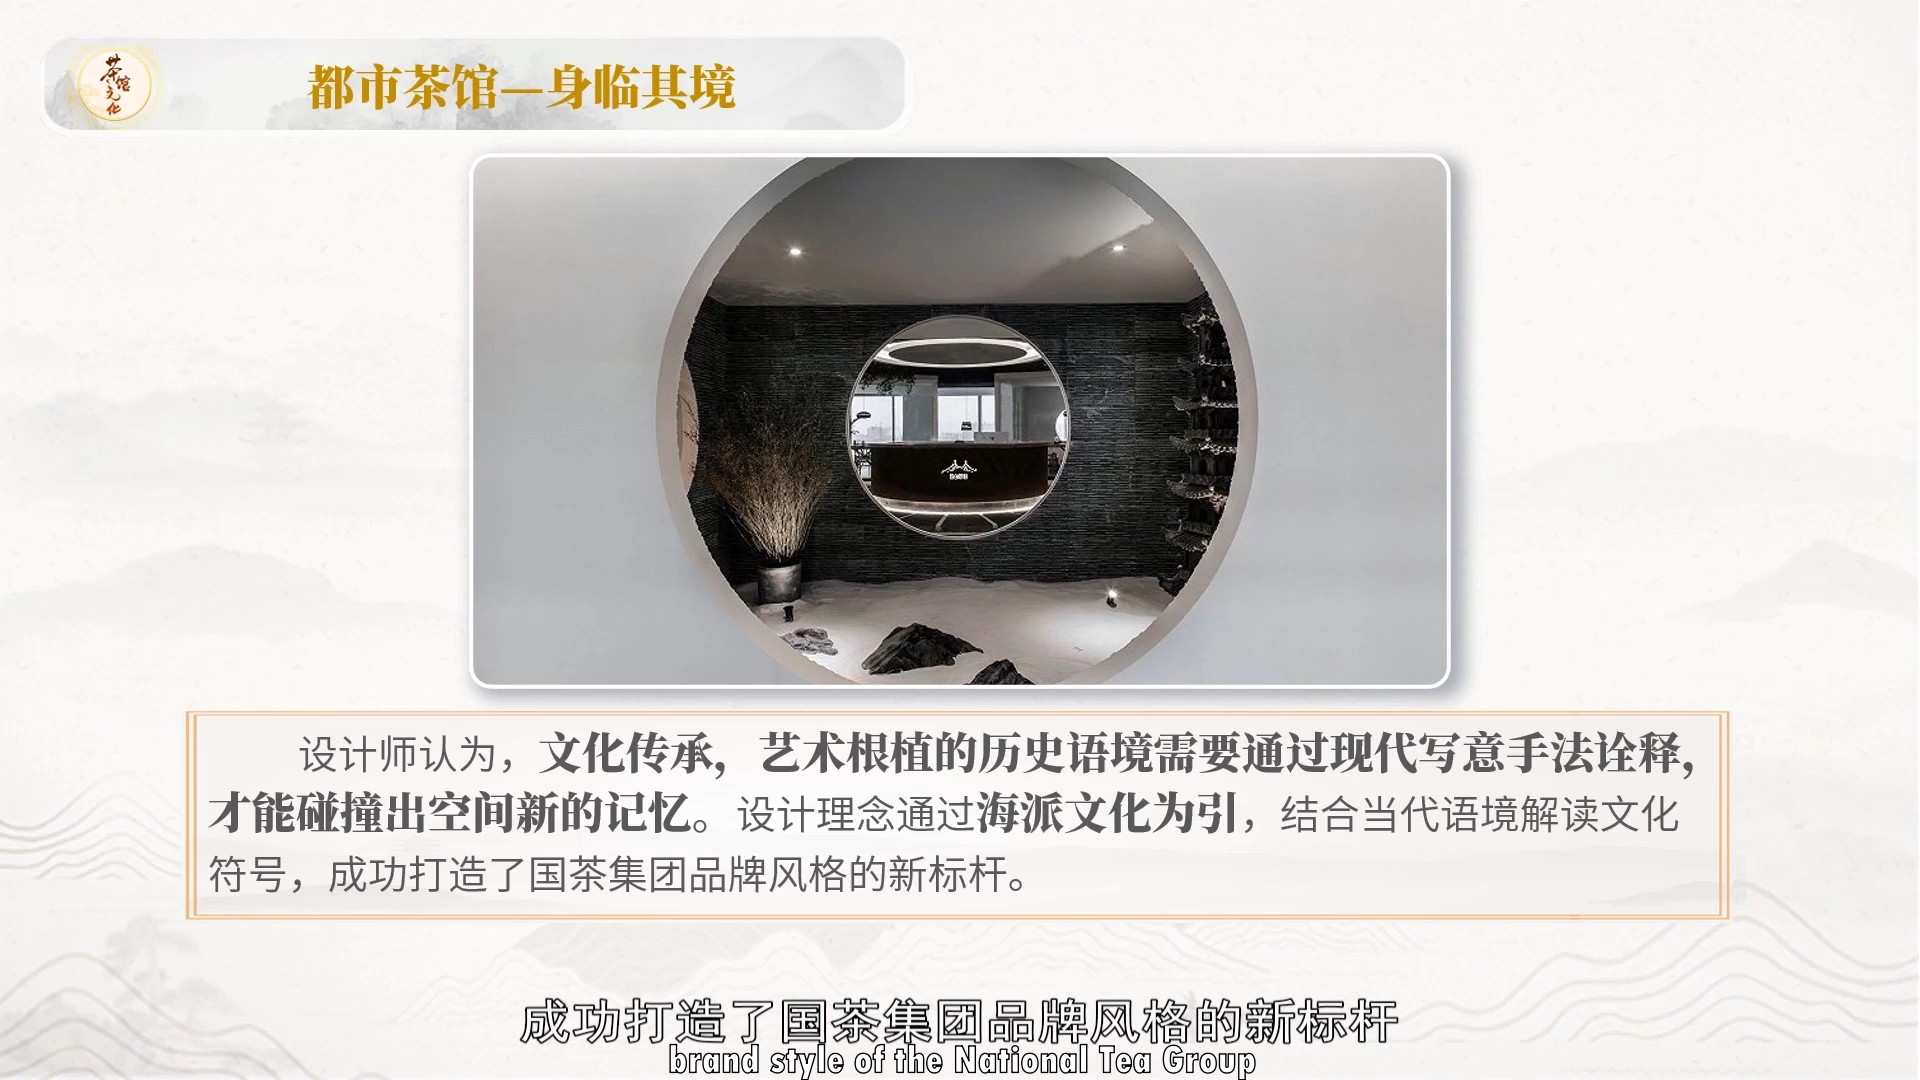 茶馆文化
都市茶馆—身临其境
设计师认为，文化传承，艺术根植的历史语境需要通过现代写意手法诠释，
才能碰撞出空间新的记忆。设计理念通过海派文化为引，结合当代语境解读文化
符号，成功打造了国茶集团品牌风格的新标杆。
成功打造了国茶集团品牌风格的新标杆
brand style of the National Tea Group